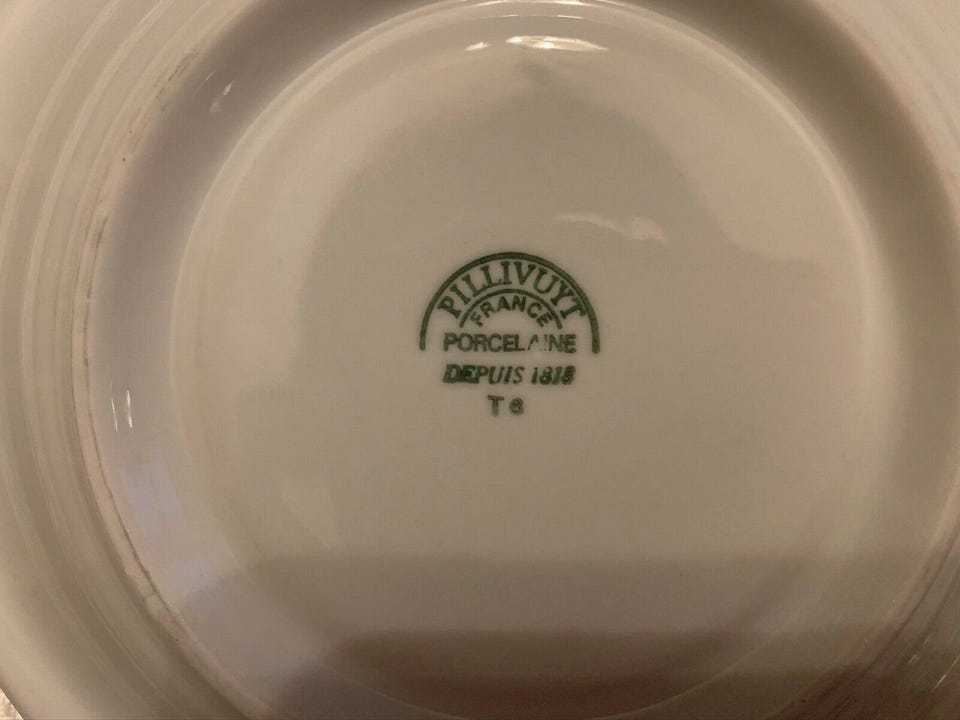 PILLIVUYT
FRANCE
PORCELAINE
DEPUIS 1818
T 6